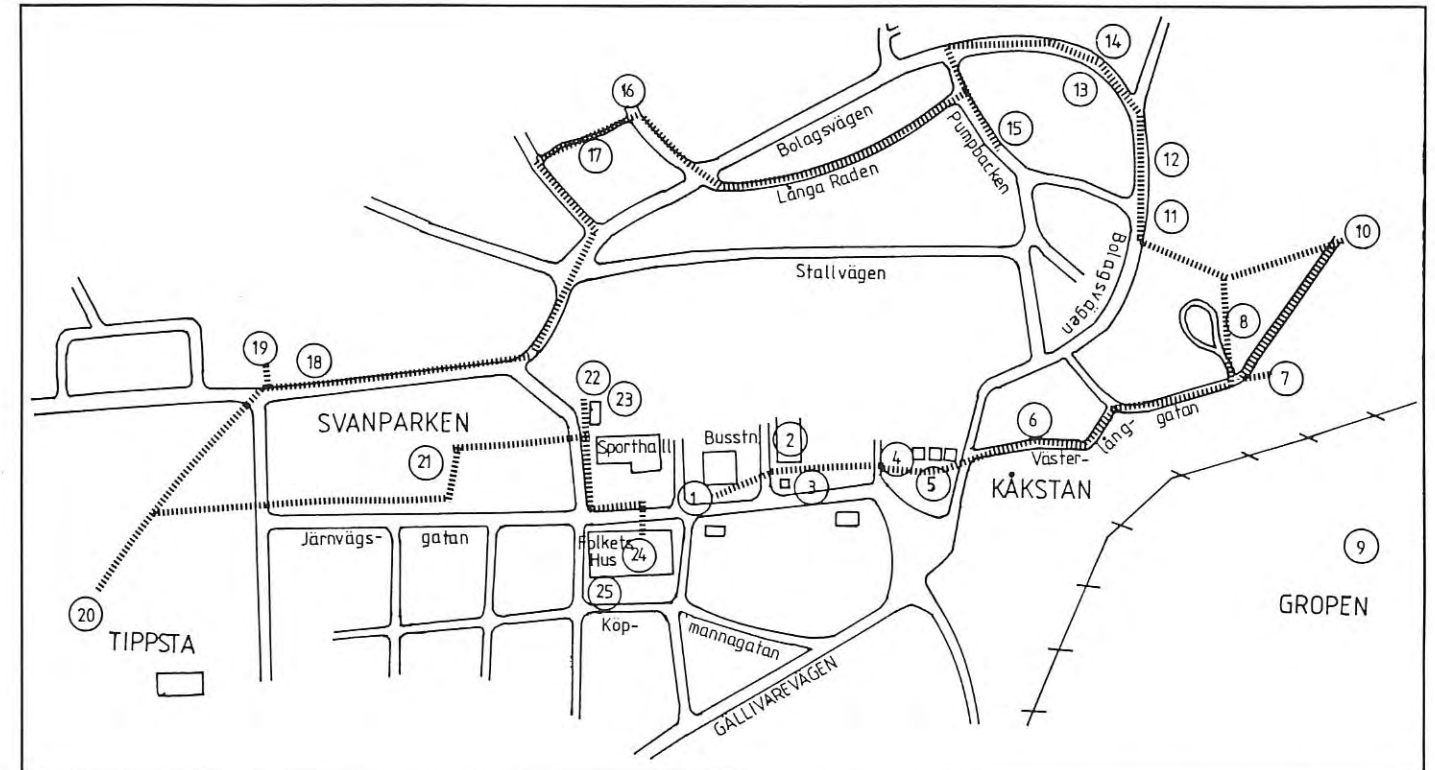 14
16
13
Bolagsvägen
15
17
Pumpbacken
12
Långa Raden
11
10
Stallvägen
Bolagsvägen
8
19
18
7
22
23
SVANPARKEN
6
gatan
Lång-
Busstn.
2
Sporthall
4
Väster-
21
5
KÅKSTAN
1
3
Järnvägs-
gatan
Folkets
Hus
24
9
25
20
GROPEN
Köp-
mannagatan
TIPPSTA
GÄLLIVAREVÄGEN